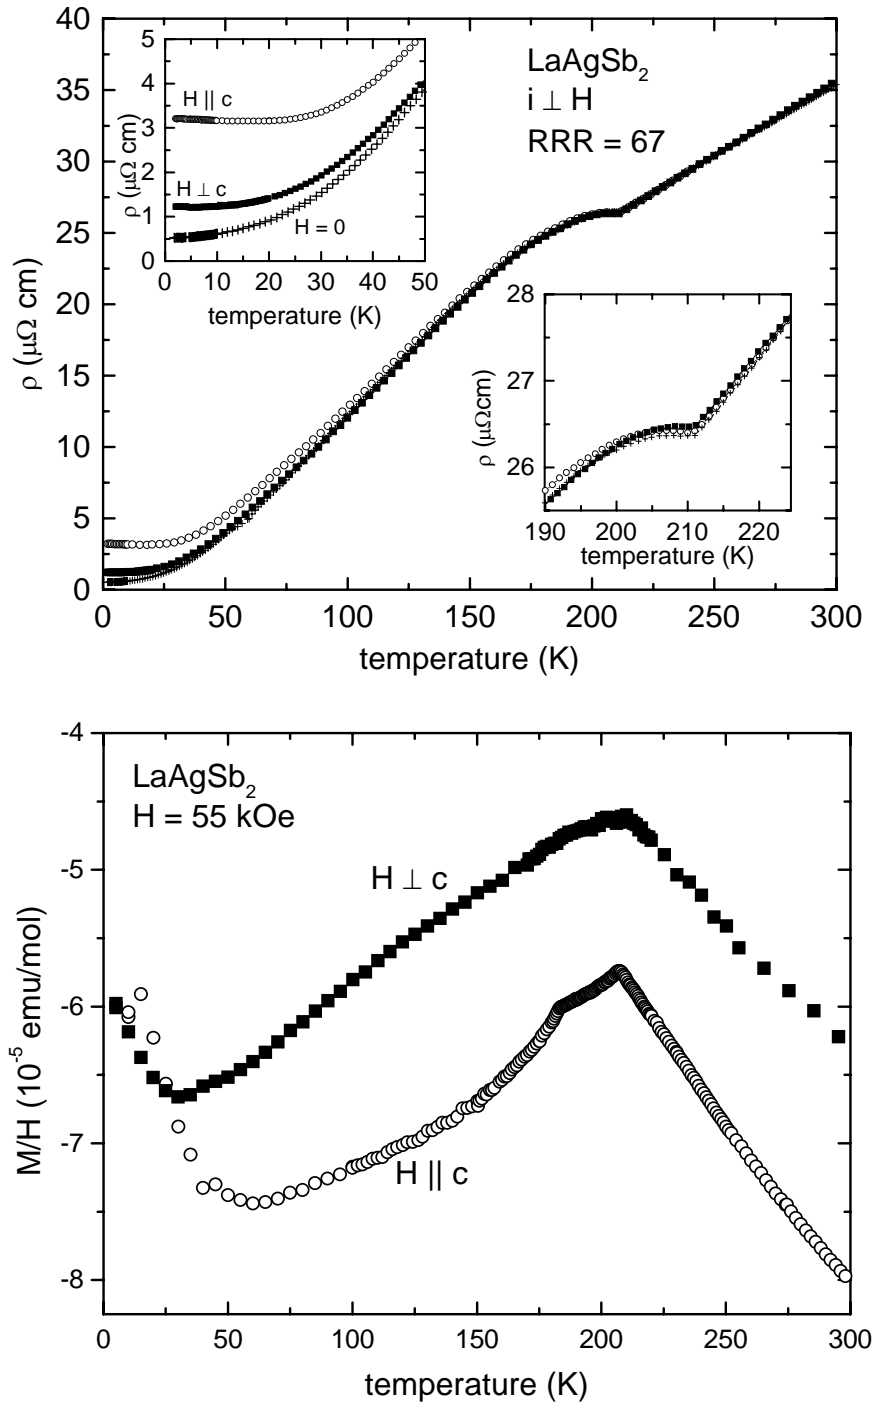 40
35
30
25
20
15
10
5
0
ρ (μΩ cm)
0 50 100 150 200 250 300
temperature (K)
LaAgSb2
i ⊥ H
RRR = 67
5
4
3
2
1
0
ρ (μΩ cm)
H || c
H ⊥ c
H = 0
0 10 20 30 40 50
temperature (K)
28
27
26
ρ (μΩcm)
190 200 210 220
temperature (K)
-4
-5
-6
-7
-8
M/H (10-5 emu/mol)
LaAgSb2
H = 55 kOe
H ⊥ c
H || c
0 50 100 150 200 250 300
temperature (K)